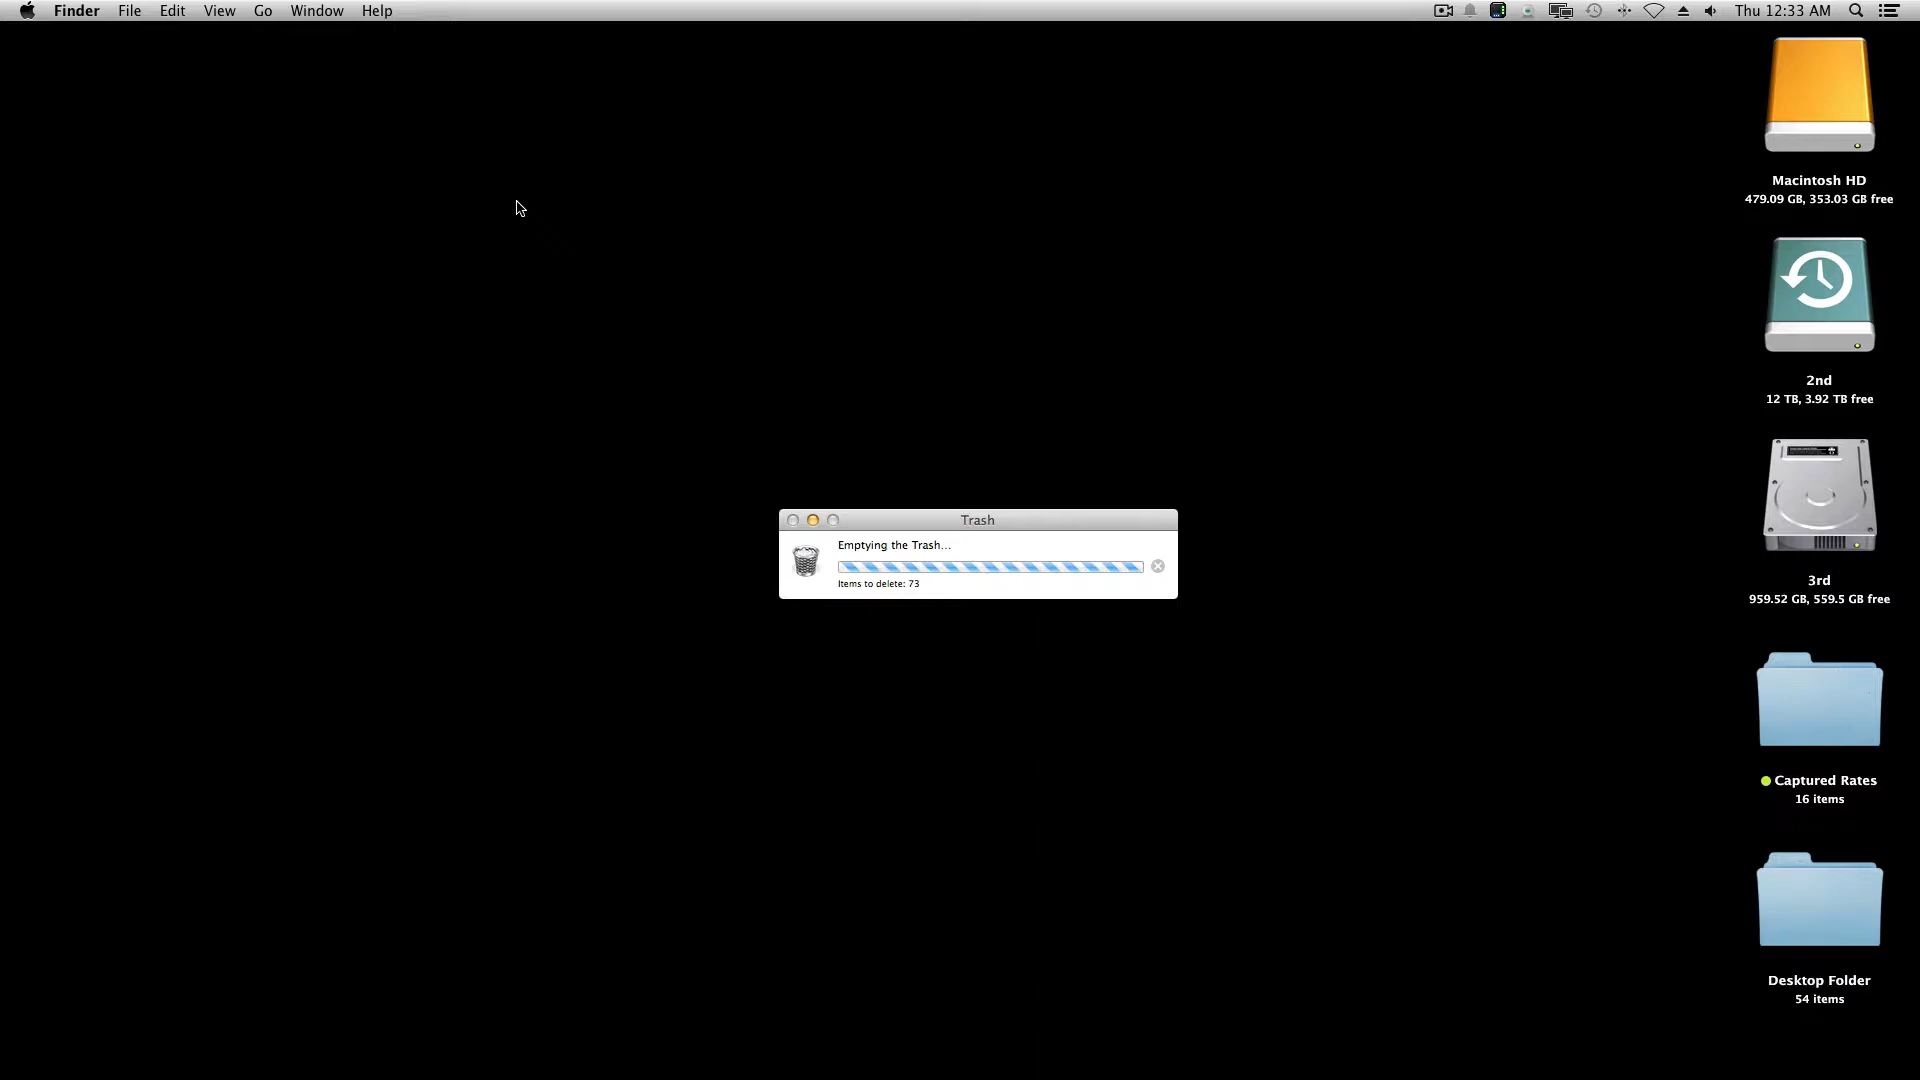 Finder File Edit View Go Window Help Thu 12:33 AM
Macintosh HD
479.09 GB, 353.03 GB free
2nd
12 TB, 3.92 TB free
Trash
Emptying the Trash...
Items to delete: 73
3rd
959.52 GB, 559.5 GB free
Captured Rates
16 items
Desktop Folder
54 items